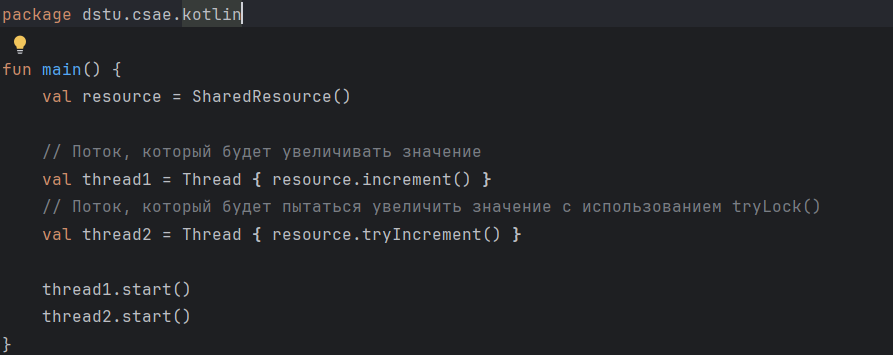 package dstu.csae.kotlin
fun main() {
    val resource = SharedResource()
    // Поток, который будет увеличивать значение
    val thread1 = Thread { resource.increment() }
    // Поток, который будет пытаться увеличить значение с использованием tryLock()
    val thread2 = Thread { resource.tryIncrement() }
    thread1.start()
    thread2.start()
}